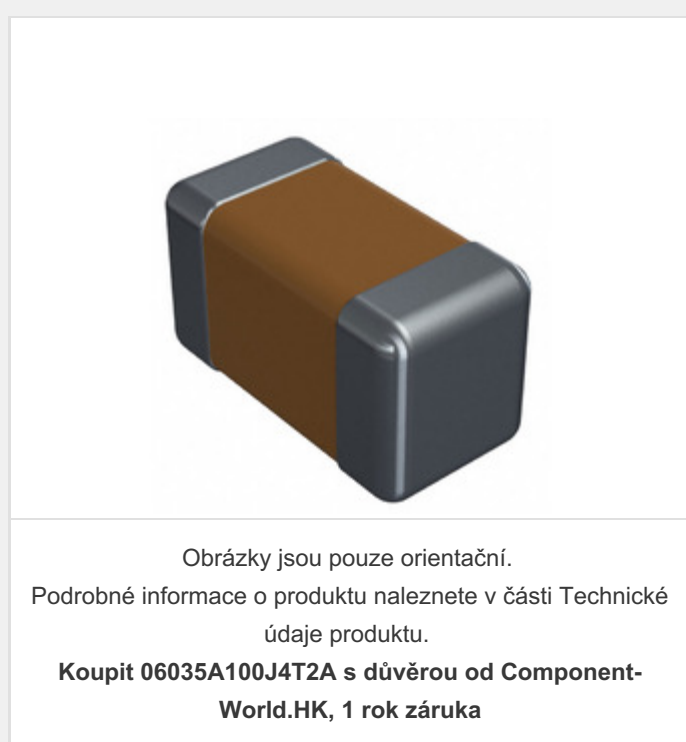 Obrázky jsou pouze orientační.
Podrobné informace o produktu naleznete v části Technické
údaje produktu.
Koupit 06035A100J4T2A s důvěrou od Component-
World.HK, 1 rok záruka